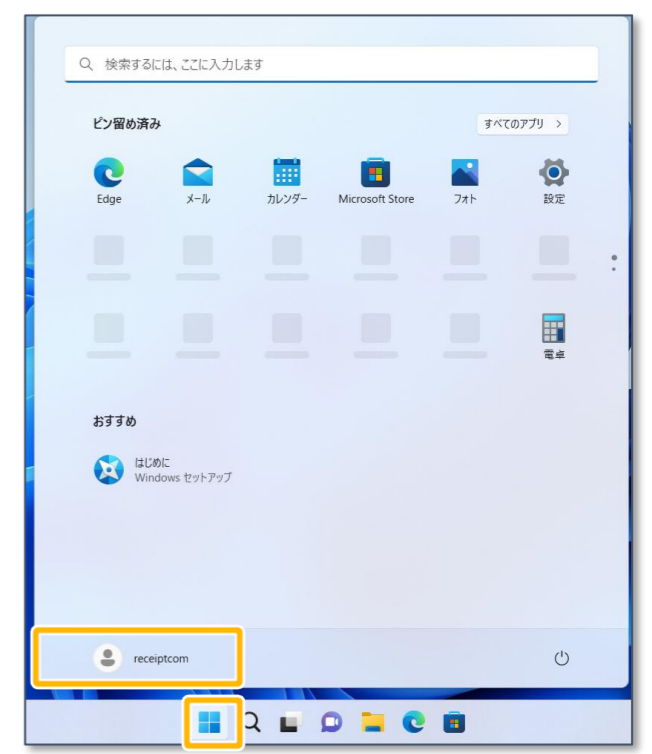 検索するには、ここに入力します
ピン留め済み
すべてのアプリ
Edge
メール
カレンダー
Microsoft Store
フォト
設定
電卓
おすすめ
はじめに
Windows セットアップ
receiptcom